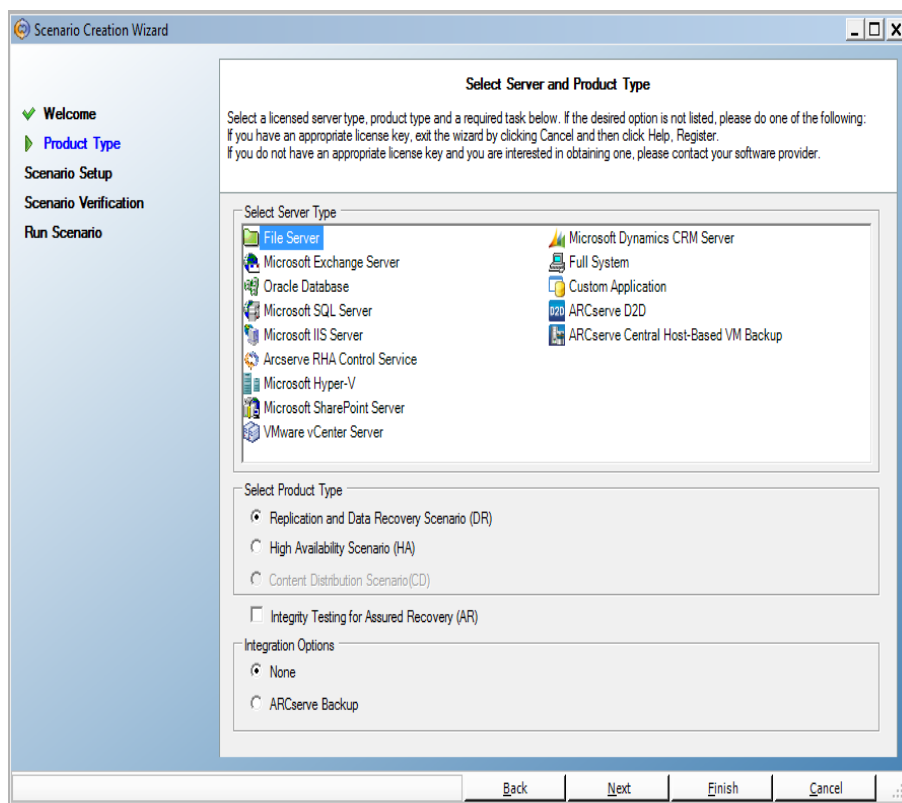 Scenario Creation Wizard
Welcome
Product Type
Scenario Setup
Scenario Verification
Run Scenario
Select Server and Product Type
Select a licensed server type, product type and a required task below. If the desired option is not listed, please do one of the following:
If you have an appropriate license key, exit the wizard by clicking Cancel and then click Help, Register.
If you do not have an appropriate license key and you are interested in obtaining one, please contact your software provider.
Select Server Type
File Server
Microsoft Exchange Server
Oracle Database
Microsoft SQL Server
Microsoft IIS Server
Arcserve RHA Control Service
Microsoft Hyper-V
Microsoft SharePoint Server
VMware vCenter Server
Microsoft Dynamics CRM Server
Full System
Custom Application
D2D ARCserve D2D
ARCserve Central Host-Based VM Backup
Select Product Type
Replication and Data Recovery Scenario (DR)
High Availability Scenario (HA)
Content Distribution Scenario(CD)
Integrity Testing for Assured Recovery (AR)
Integration Options
None
ARCserve Backup
Back Next Finish Cancel